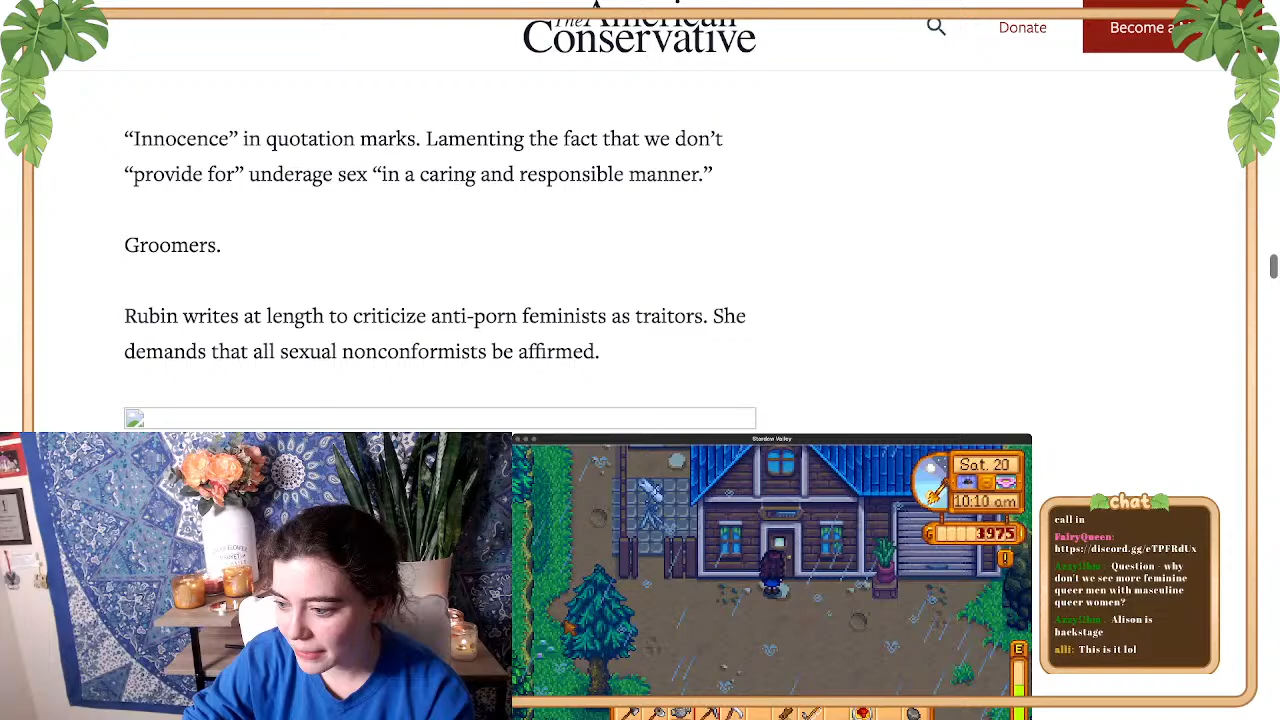 The American
Conservative
Donate
Become a
“Innocence” in quotation marks. Lamenting the fact that we don’t
“provide for” underage sex “in a caring and responsible manner.”
Groomers.
Rubin writes at length to criticize anti-porn feminists as traitors. She
demands that all sexual nonconformists be affirmed.
Stardew Valley
Sat. 20
10:10 am
3975
E
chat
call in
FairyQueen:
https://discord.gg/eTPFRdUx
Question - why
don't we see more feminine
queer men with masculine
queer women?
Alison is
backstage
alli: This is it lol